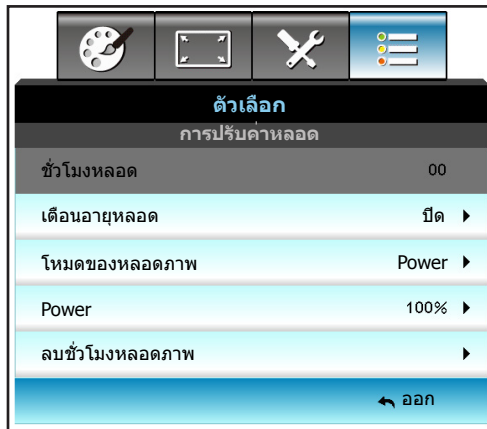 ตัวเลือก
การปรับค่าหลอด
ชั่วโมงหลอด 00
เตือนอายุหลอด ปิด
โหมดของหลอดภาพ Power
Power 100%
ลบชั่วโมงหลอดภาพ
ออก